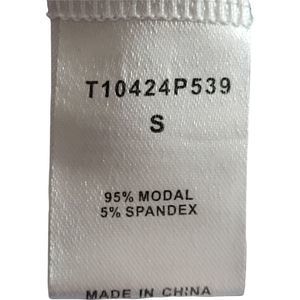 T10424P539
S
95% MODAL
5% SPANDEX
MADE IN CHINA